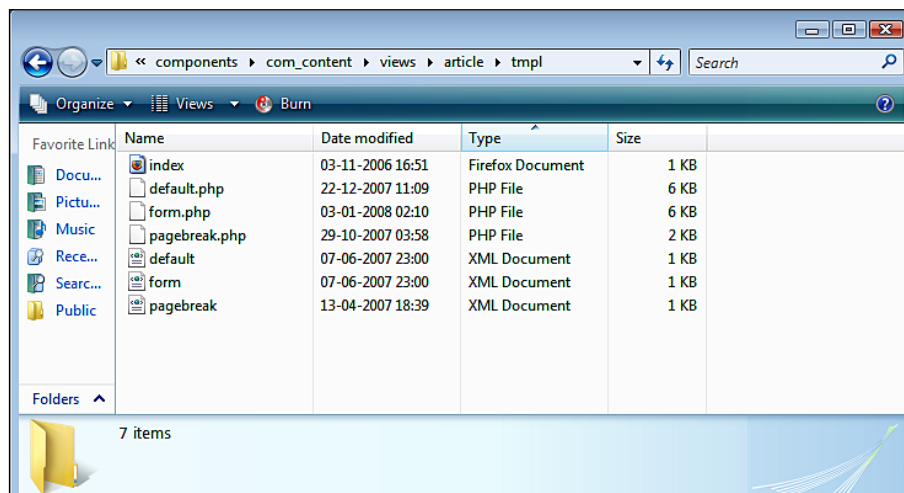 « components ▸ com_content ▸ views ▸ article ▸ tmpl Search
Organize Views Burn
Favorite Link Name Date modified Type Size
Docu... index 03-11-2006 16:51 Firefox Document 1 KB
default.php 22-12-2007 11:09 PHP File 6 KB
Pictu... form.php 03-01-2008 02:10 PHP File 6 KB
Music pagebreak.php 29-10-2007 03:58 PHP File 2 KB
Rece... default 07-06-2007 23:00 XML Document 1 KB
Searc... form 07-06-2007 23:00 XML Document 1 KB
Public pagebreak 13-04-2007 18:39 XML Document 1 KB
Folders
7 items